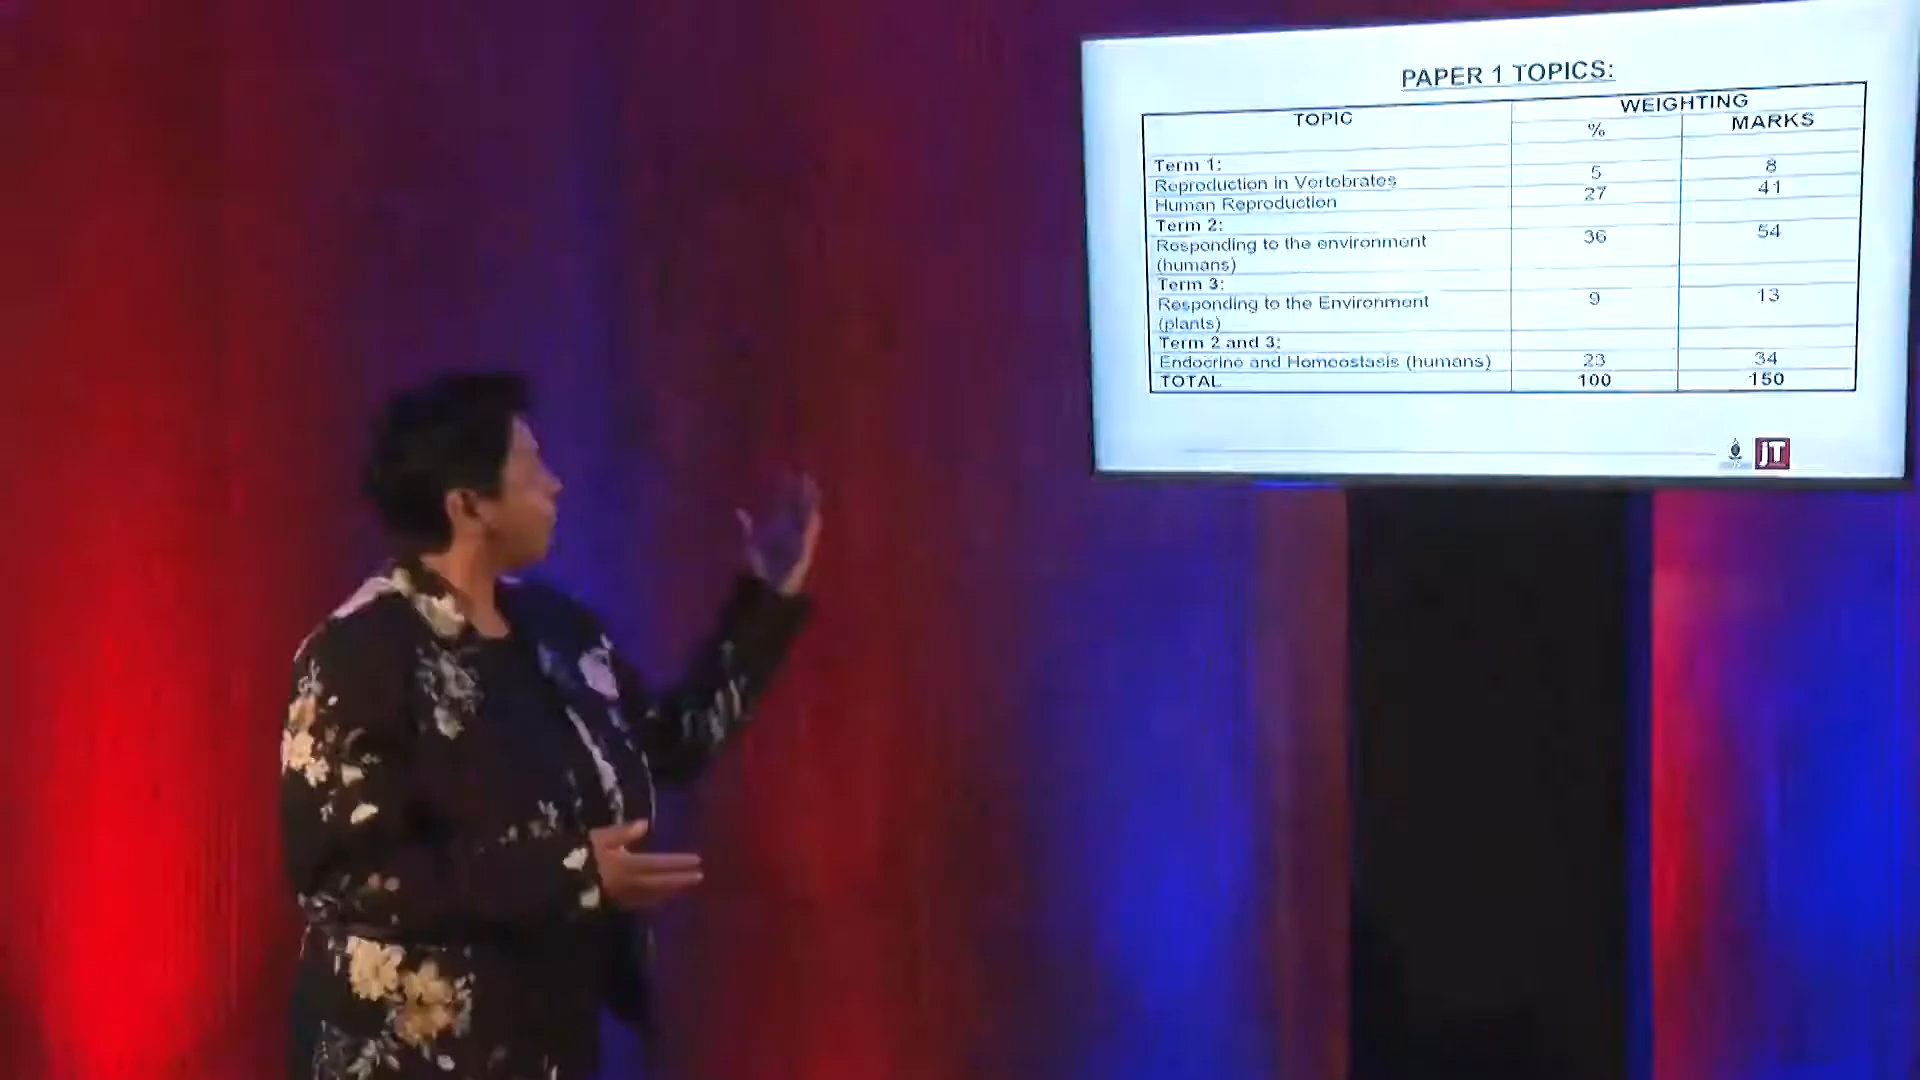 PAPER 1 TOPICS:
TOPIC
WEIGHTING
%
MARKS
Term 1:
Reproduction in Vertebrates
5
8
Human Reproduction
27
41
Term 2:
Responding to the environment
(humans)
36
54
Term 3:
Responding to the Environment
(plants)
9
13
Term 2 and 3:
Endocrine and Homeostasis (humans)
23
34
TOTAL
100
150
jT